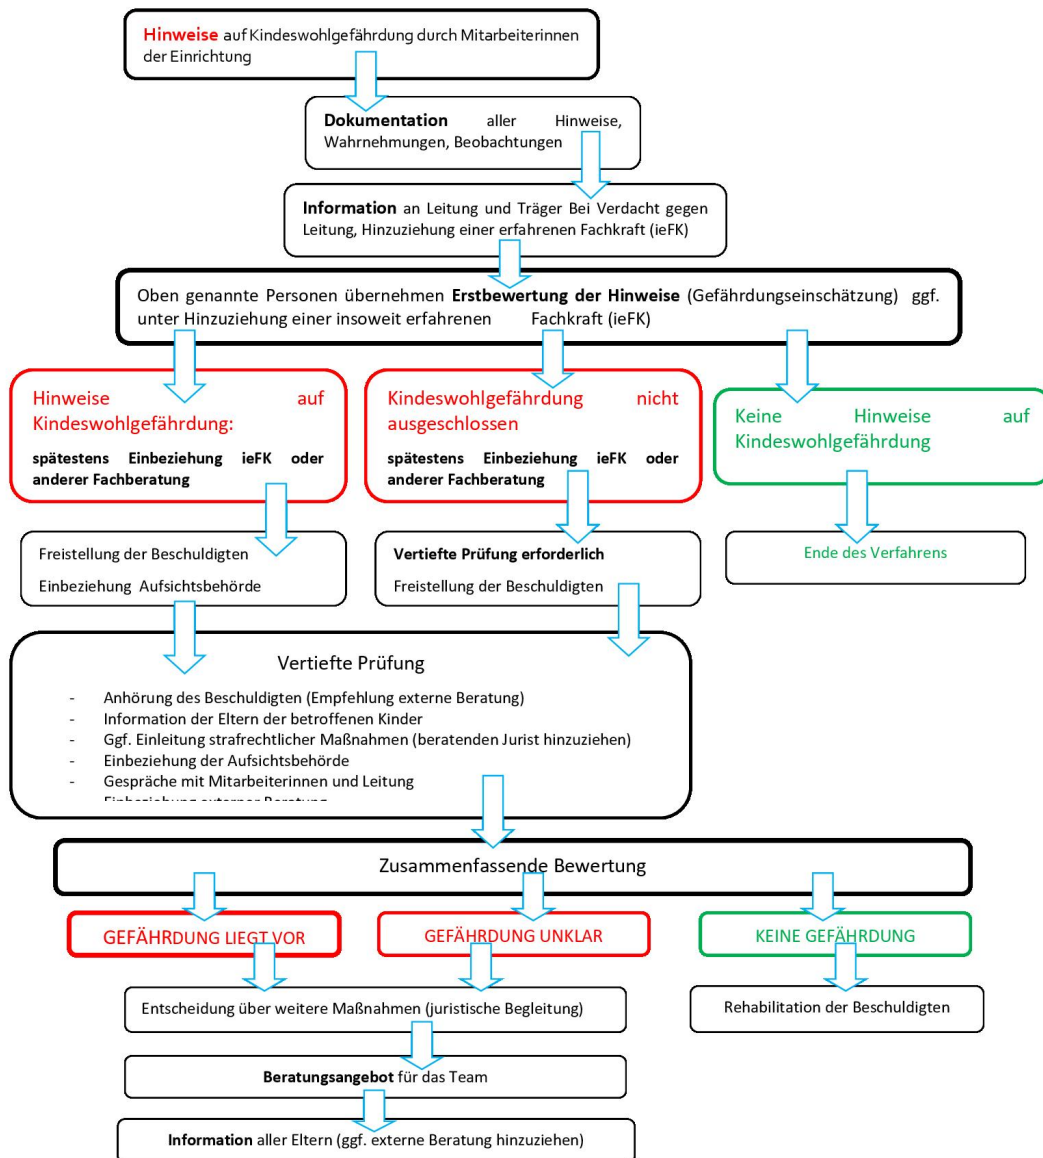 Hinweise auf Kindeswohlgefährdung durch Mitarbeiterinnen
der Einrichtung
Dokumentation aller Hinweise,
Wahrnehmungen, Beobachtungen
Information an Leitung und Träger Bei Verdacht gegen
Leitung, Hinzuziehung einer erfahrenen Fachkraft (ieFK)
Oben genannte Personen übernehmen Erstbewertung der Hinweise (Gefährdungseinschätzung) ggf.
unter Hinzuziehung einer insoweit erfahrenen Fachkraft (ieFK)
Hinweise auf
Kindeswohlgefährdung:
spätestens Einbeziehung ieFK oder
anderer Fachberatung
Kindeswohlgefährdung nicht
ausgeschlossen
spätestens Einbeziehung ieFK oder
anderer Fachberatung
Keine Hinweise auf
Kindeswohlgefährdung
Freistellung der Beschuldigten
Einbeziehung Aufsichtsbehörde
Vertiefte Prüfung erforderlich
Freistellung der Beschuldigten
Ende des Verfahrens
Vertiefte Prüfung
- Anhörung des Beschuldigten (Empfehlung externe Beratung)
- Information der Eltern der betroffenen Kinder
- Ggf. Einleitung strafrechtlicher Maßnahmen (beratenden Jurist hinzuziehen)
- Einbeziehung der Aufsichtsbehörde
- Gespräche mit Mitarbeiterinnen und Leitung
- Einbeziehung externer Beratung
Zusammenfassende Bewertung
GEFÄHRDUNG LIEGT VOR
GEFÄHRDUNG UNKLAR
KEINE GEFÄHRDUNG
Entscheidung über weitere Maßnahmen (juristische Begleitung)
Rehabilitation der Beschuldigten
Beratungsangebot für das Team
Information aller Eltern (ggf. externe Beratung hinzuziehen)